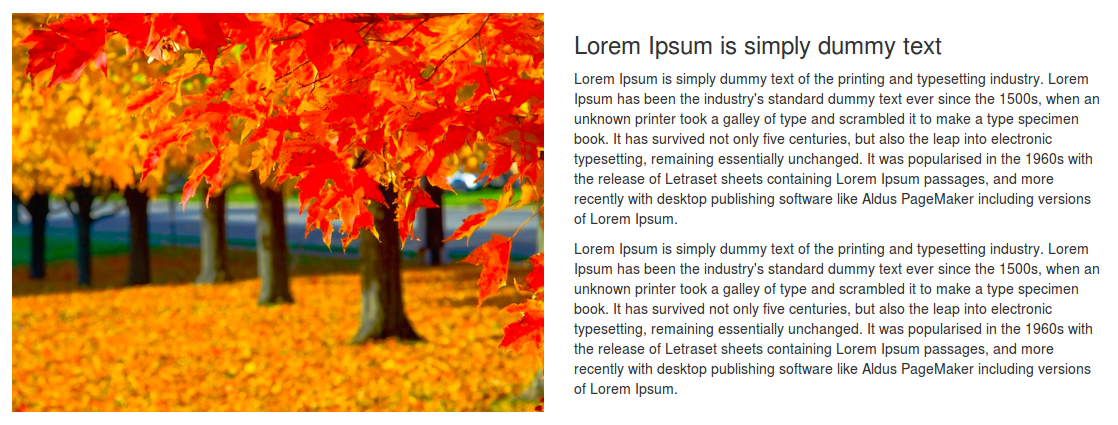 Lorem Ipsum is simply dummy text
Lorem Ipsum is simply dummy text of the printing and typesetting industry. Lorem
Ipsum has been the industry's standard dummy text ever since the 1500s, when an
unknown printer took a galley of type and scrambled it to make a type specimen
book. It has survived not only five centuries, but also the leap into electronic
typesetting, remaining essentially unchanged. It was popularised in the 1960s with
the release of Letraset sheets containing Lorem Ipsum passages, and more
recently with desktop publishing software like Aldus PageMaker including versions
of Lorem Ipsum.
Lorem Ipsum is simply dummy text of the printing and typesetting industry. Lorem
Ipsum has been the industry's standard dummy text ever since the 1500s, when an
unknown printer took a galley of type and scrambled it to make a type specimen
book. It has survived not only five centuries, but also the leap into electronic
typesetting, remaining essentially unchanged. It was popularised in the 1960s with
the release of Letraset sheets containing Lorem Ipsum passages, and more
recently with desktop publishing software like Aldus PageMaker including versions
of Lorem Ipsum.